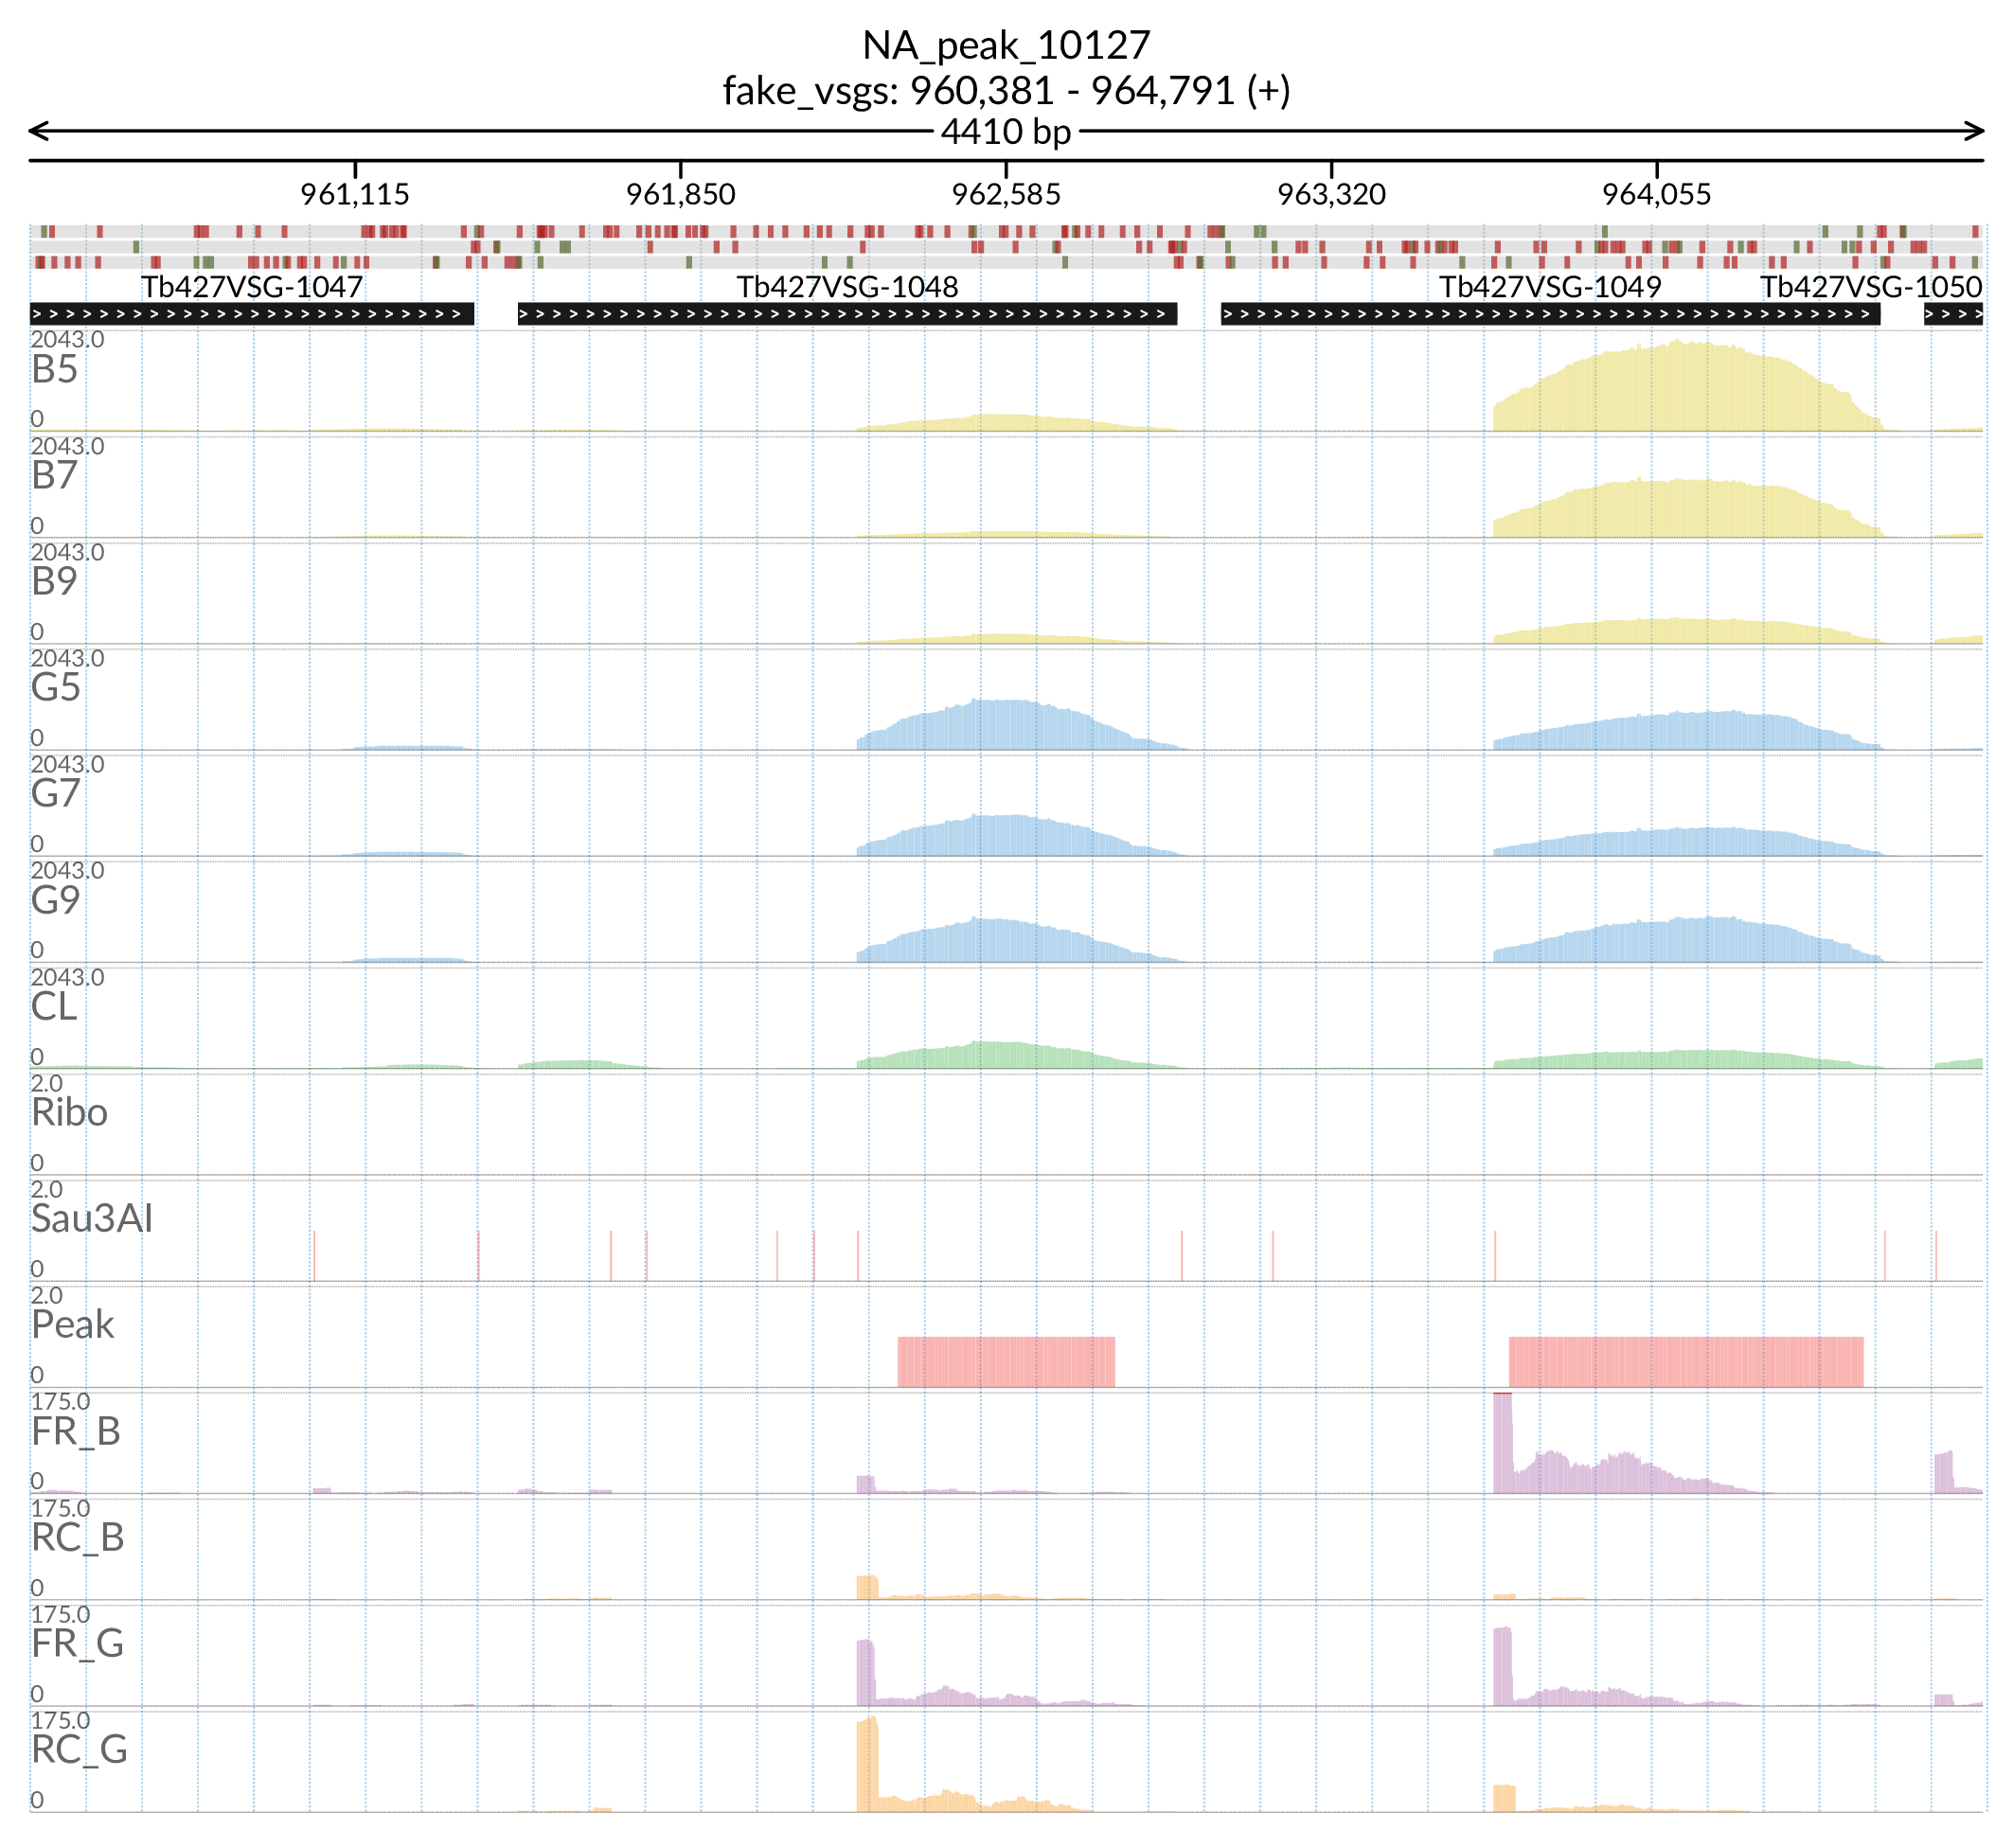 NA_peak_10127
fake_vsgs: 960,381 - 964,791 (+)
4410 bp
961,115 961,850 962,585 963,320 964,055
Tb427VSG-1047 Tb427VSG-1048 Tb427VSG-1049 Tb427VSG-1050
2043.0
B5
0
2043.0
B7
0
2043.0
B9
0
2043.0
G5
0
2043.0
G7
0
2043.0
G9
0
2043.0
CL
0
2.0
Ribo
0
2.0
Sau3AI
0
2.0
Peak
0
175.0
FR_B
0
175.0
RC_B
0
175.0
FR_G
0
175.0
RC_G
0